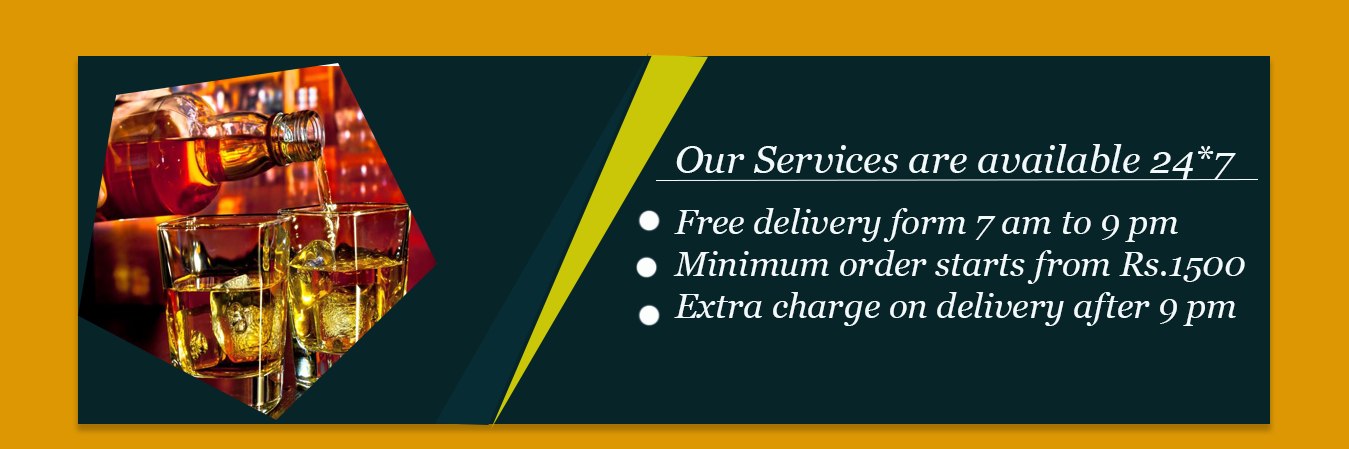 Our Services are available 24*7
Free delivery form 7 am to 9 pm
Minimum order starts from Rs.1500
Extra charge on delivery after 9 pm